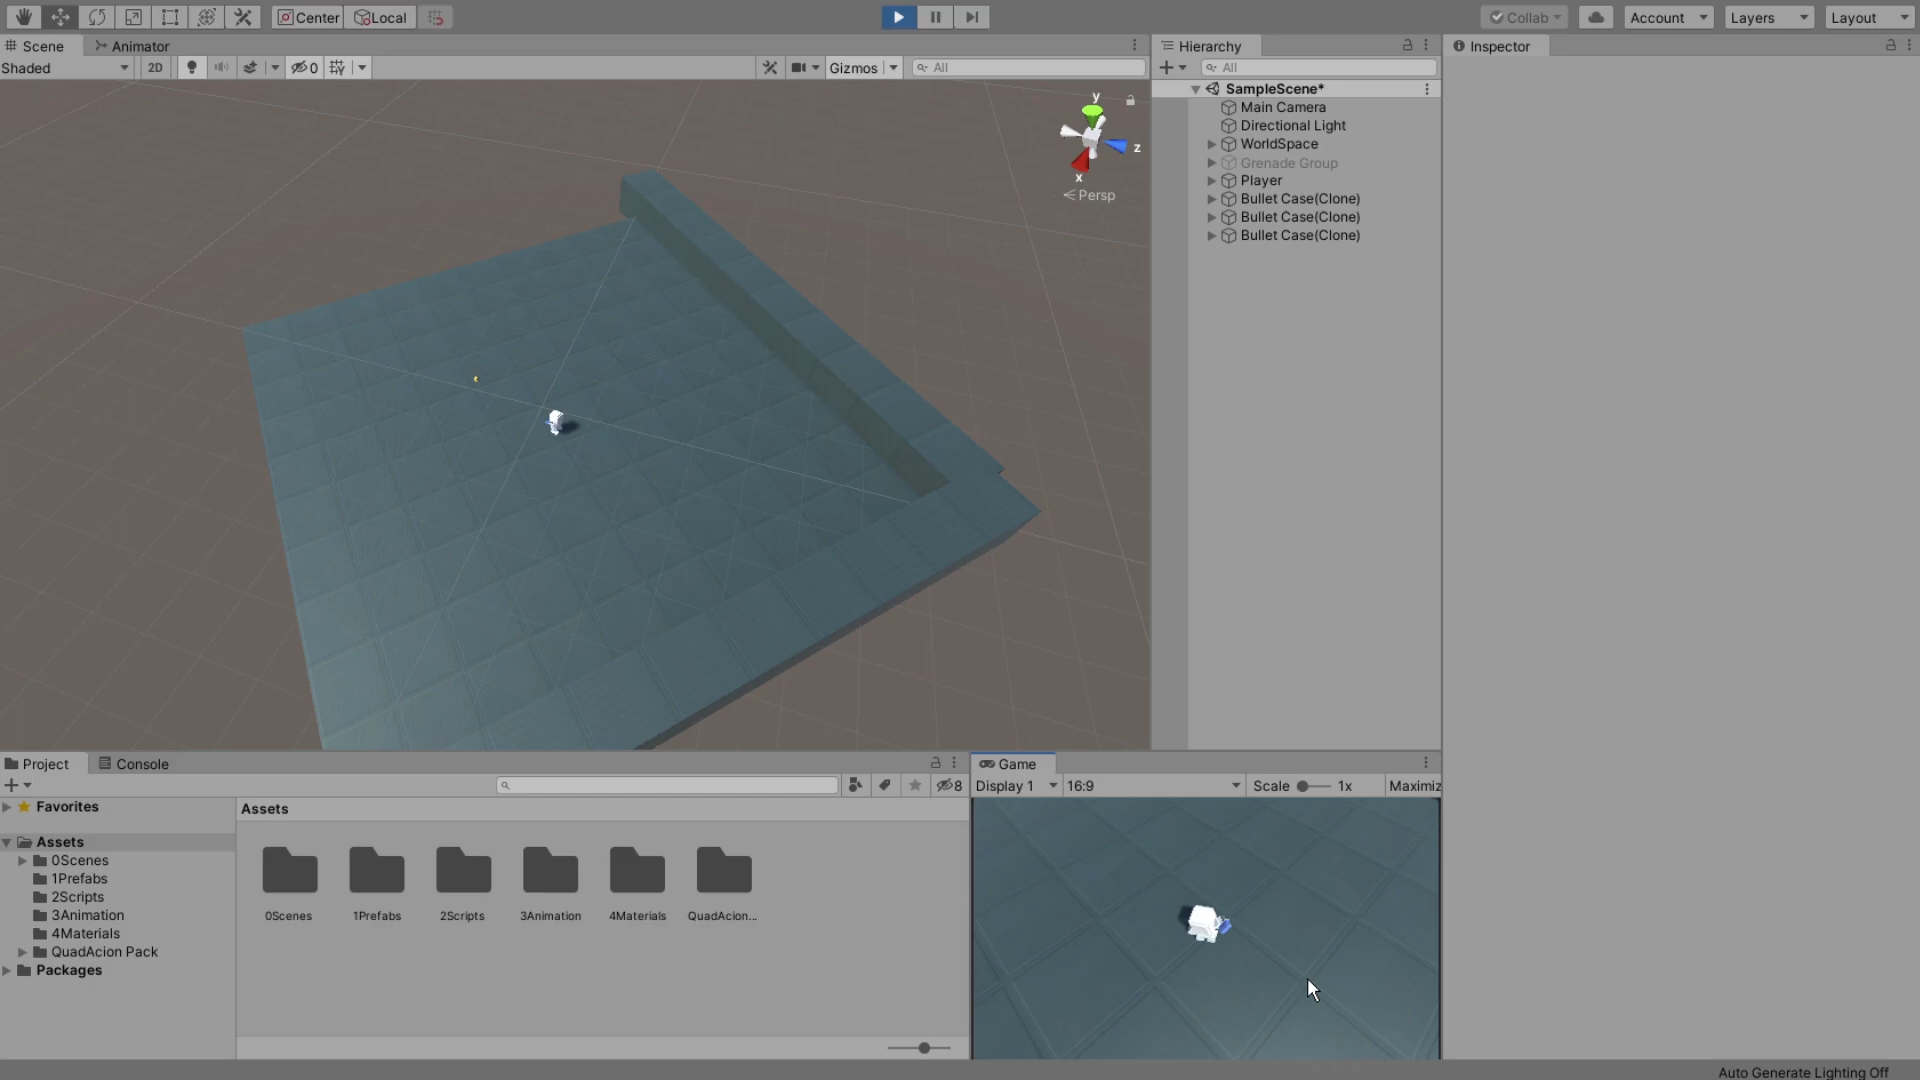 Center
Local
Collab
Account
Layers
Layout
Scene
Animator
Hierarchy
Inspector
Shaded
2D
0
Gizmos
All
All
SampleScene*
Main Camera
Directional Light
WorldSpace
Grenade Group
Player
Bullet Case(Clone)
Bullet Case(Clone)
Bullet Case(Clone)
y
z
x
Persp
Project
Console
Game
8
Display 1
16:9
Scale
1x
Maximiz
Favorites
Assets
0Scenes
1Prefabs
2Scripts
3Animation
4Materials
QuadAcion Pack
Packages
Assets
0Scenes
1Prefabs
2Scripts
3Animation
4Materials
QuadAcion...
Auto Generate Lighting Off